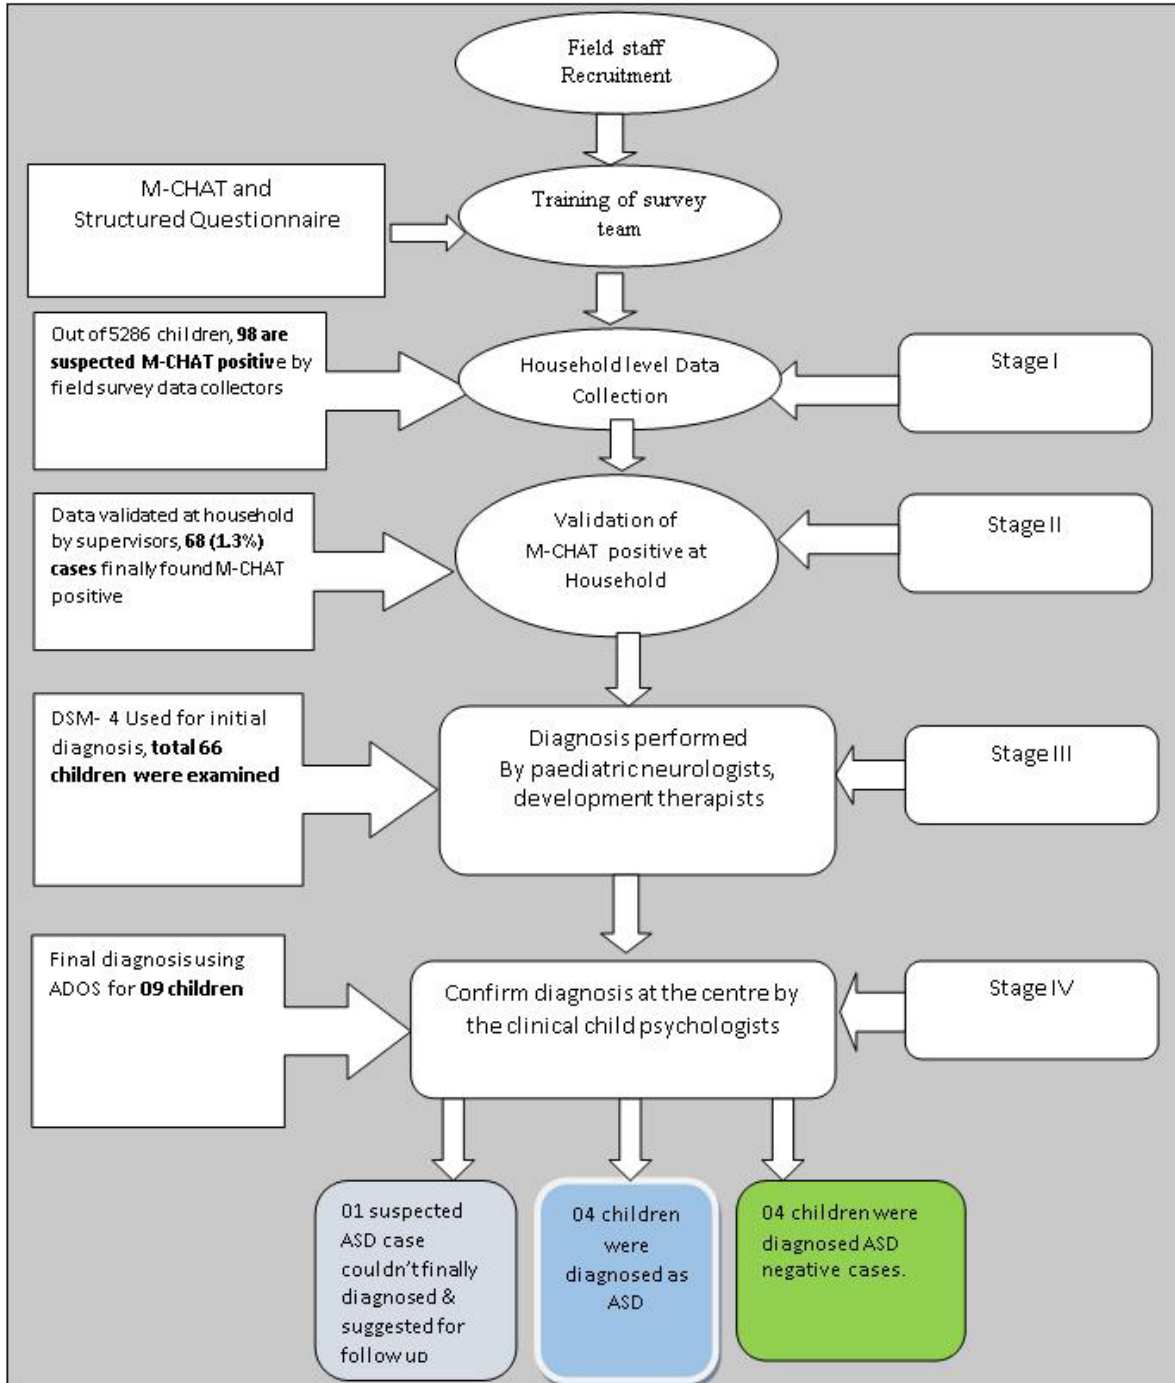 Field staff
Recruitment
M-CHAT and
Structured Questionnaire
Training of survey
team
Out of 5286 children, 98 are
suspected M-CHAT positive by
field survey data collectors
Household level Data
Collection
Stage I
Data validated at household
by supervisors, 68 (1.3%)
cases finally found M-CHAT
positive
Validation of
M-CHAT positive at
Household
Stage II
DSM- 4 Used for initial
diagnosis, total 66
children were examined
Diagnosis performed
By paediatric neurologists,
development therapists
Stage III
Final diagnosis using
ADOS for 09 children
Confirm diagnosis at the centre by
the clinical child psychologists
Stage IV
01 suspected
ASD case
couldn't finally
diagnosed &
suggested for
follow up
04 children
were
diagnosed as
ASD
04 children were
diagnosed ASD
negative cases.